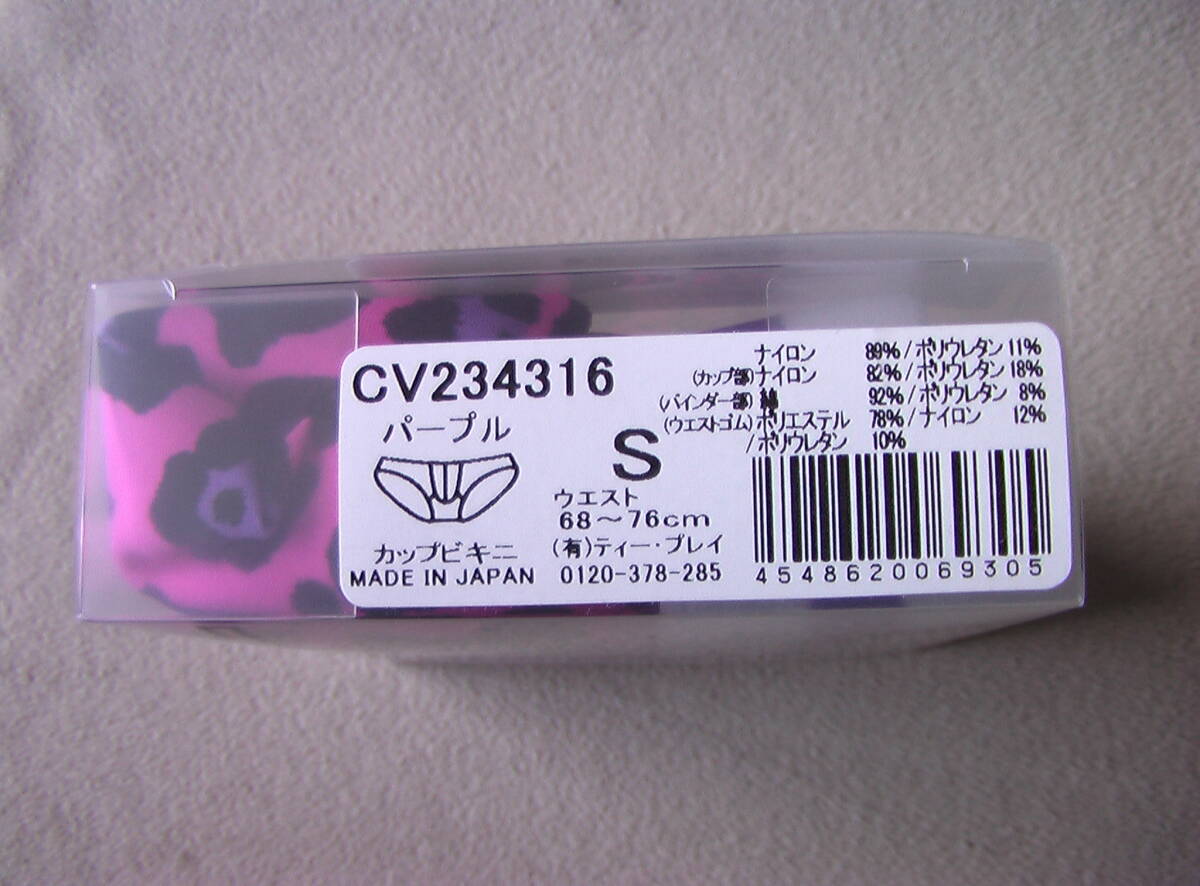 CV234316
パープル
カップビキニ
MADE IN JAPAN
S
ウエスト
68～76cm
(有)ティー・プレイ
0120-378-285
ナイロン 89%/ポリウレタン11%
(カップ部)ナイロン 82%/ポリウレタン18%
(バインダー部)綿 92%/ポリウレタン 8%
(ウエストゴム)ポリエステル 78%/ナイロン 12%
/ポリウレタン 10%
4548620069305